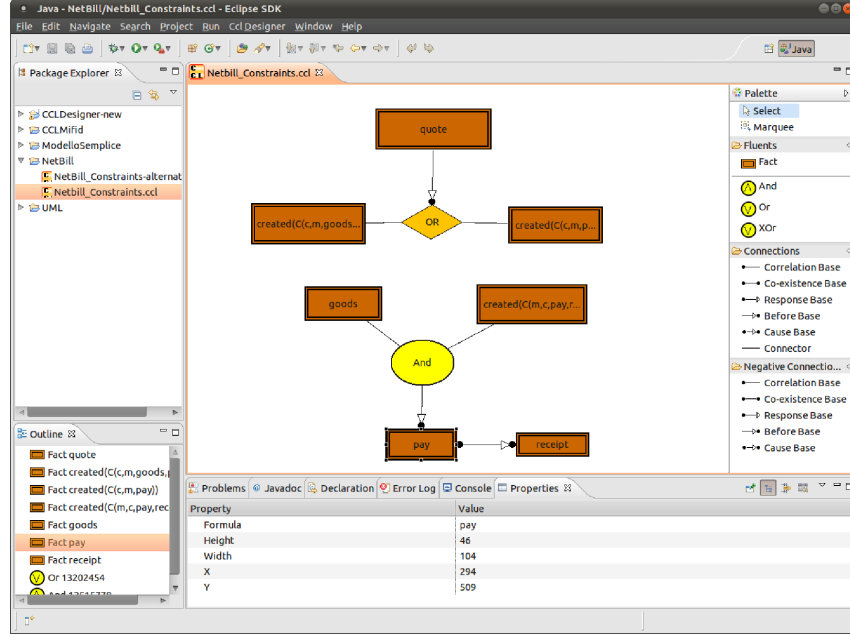 Java - NetBill/Netbill_Constraints.ccl - Eclipse SDK
File Edit Navigate Search Project Run Ccl Designer Window Help
Java
Package Explorer
CCLDesigner-new
CCLMifid
ModelloSemplice
NetBill
NetBill_Constraints-alternat
Netbill_Constraints.ccl
UML
Netbill_Constraints.ccl
quote
created(C(c,m,goods...
OR
created(C(c,m,p...
goods
created(C(m,c,pay,r...
And
pay
receipt
Palette
Select
Marquee
Fluents
Fact
And
Or
XOr
Connections
Correlation Base
Co-existence Base
Response Base
Before Base
Cause Base
Connector
Negative Connectio...
Correlation Base
Co-existence Base
Response Base
Before Base
Cause Base
Outline
Fact quote
Fact created(C(c,m,goods,
Fact created(C(c,m,pay))
Fact created(C(m,c,pay,rec
Fact goods
Fact pay
Fact receipt
Or 13202454
Problems Javadoc Declaration Error Log Console Properties
Property Value
Formula pay
Height 46
Width 104
X 294
Y 509